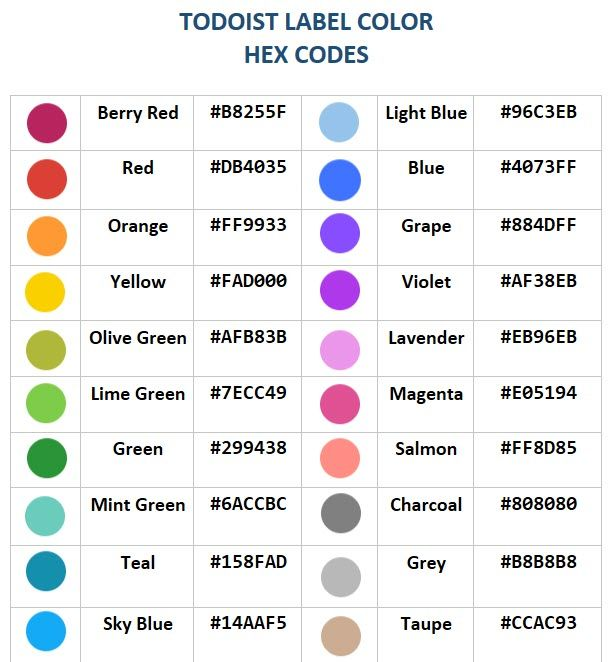 TODOIST LABEL COLOR
HEX CODES
Berry Red #B8255F Light Blue #96C3EB
Red #DB4035 Blue #4073FF
Orange #FF9933 Grape #884DFF
Yellow #FAD000 Violet #AF38EB
Olive Green #AFB83B Lavender #EB96EB
Lime Green #7ECC49 Magenta #E05194
Green #299438 Salmon #FF8D85
Mint Green #6ACCBC Charcoal #808080
Teal #158FAD Grey #B8B8B8
Sky Blue #14AAF5 Taupe #CCAC93